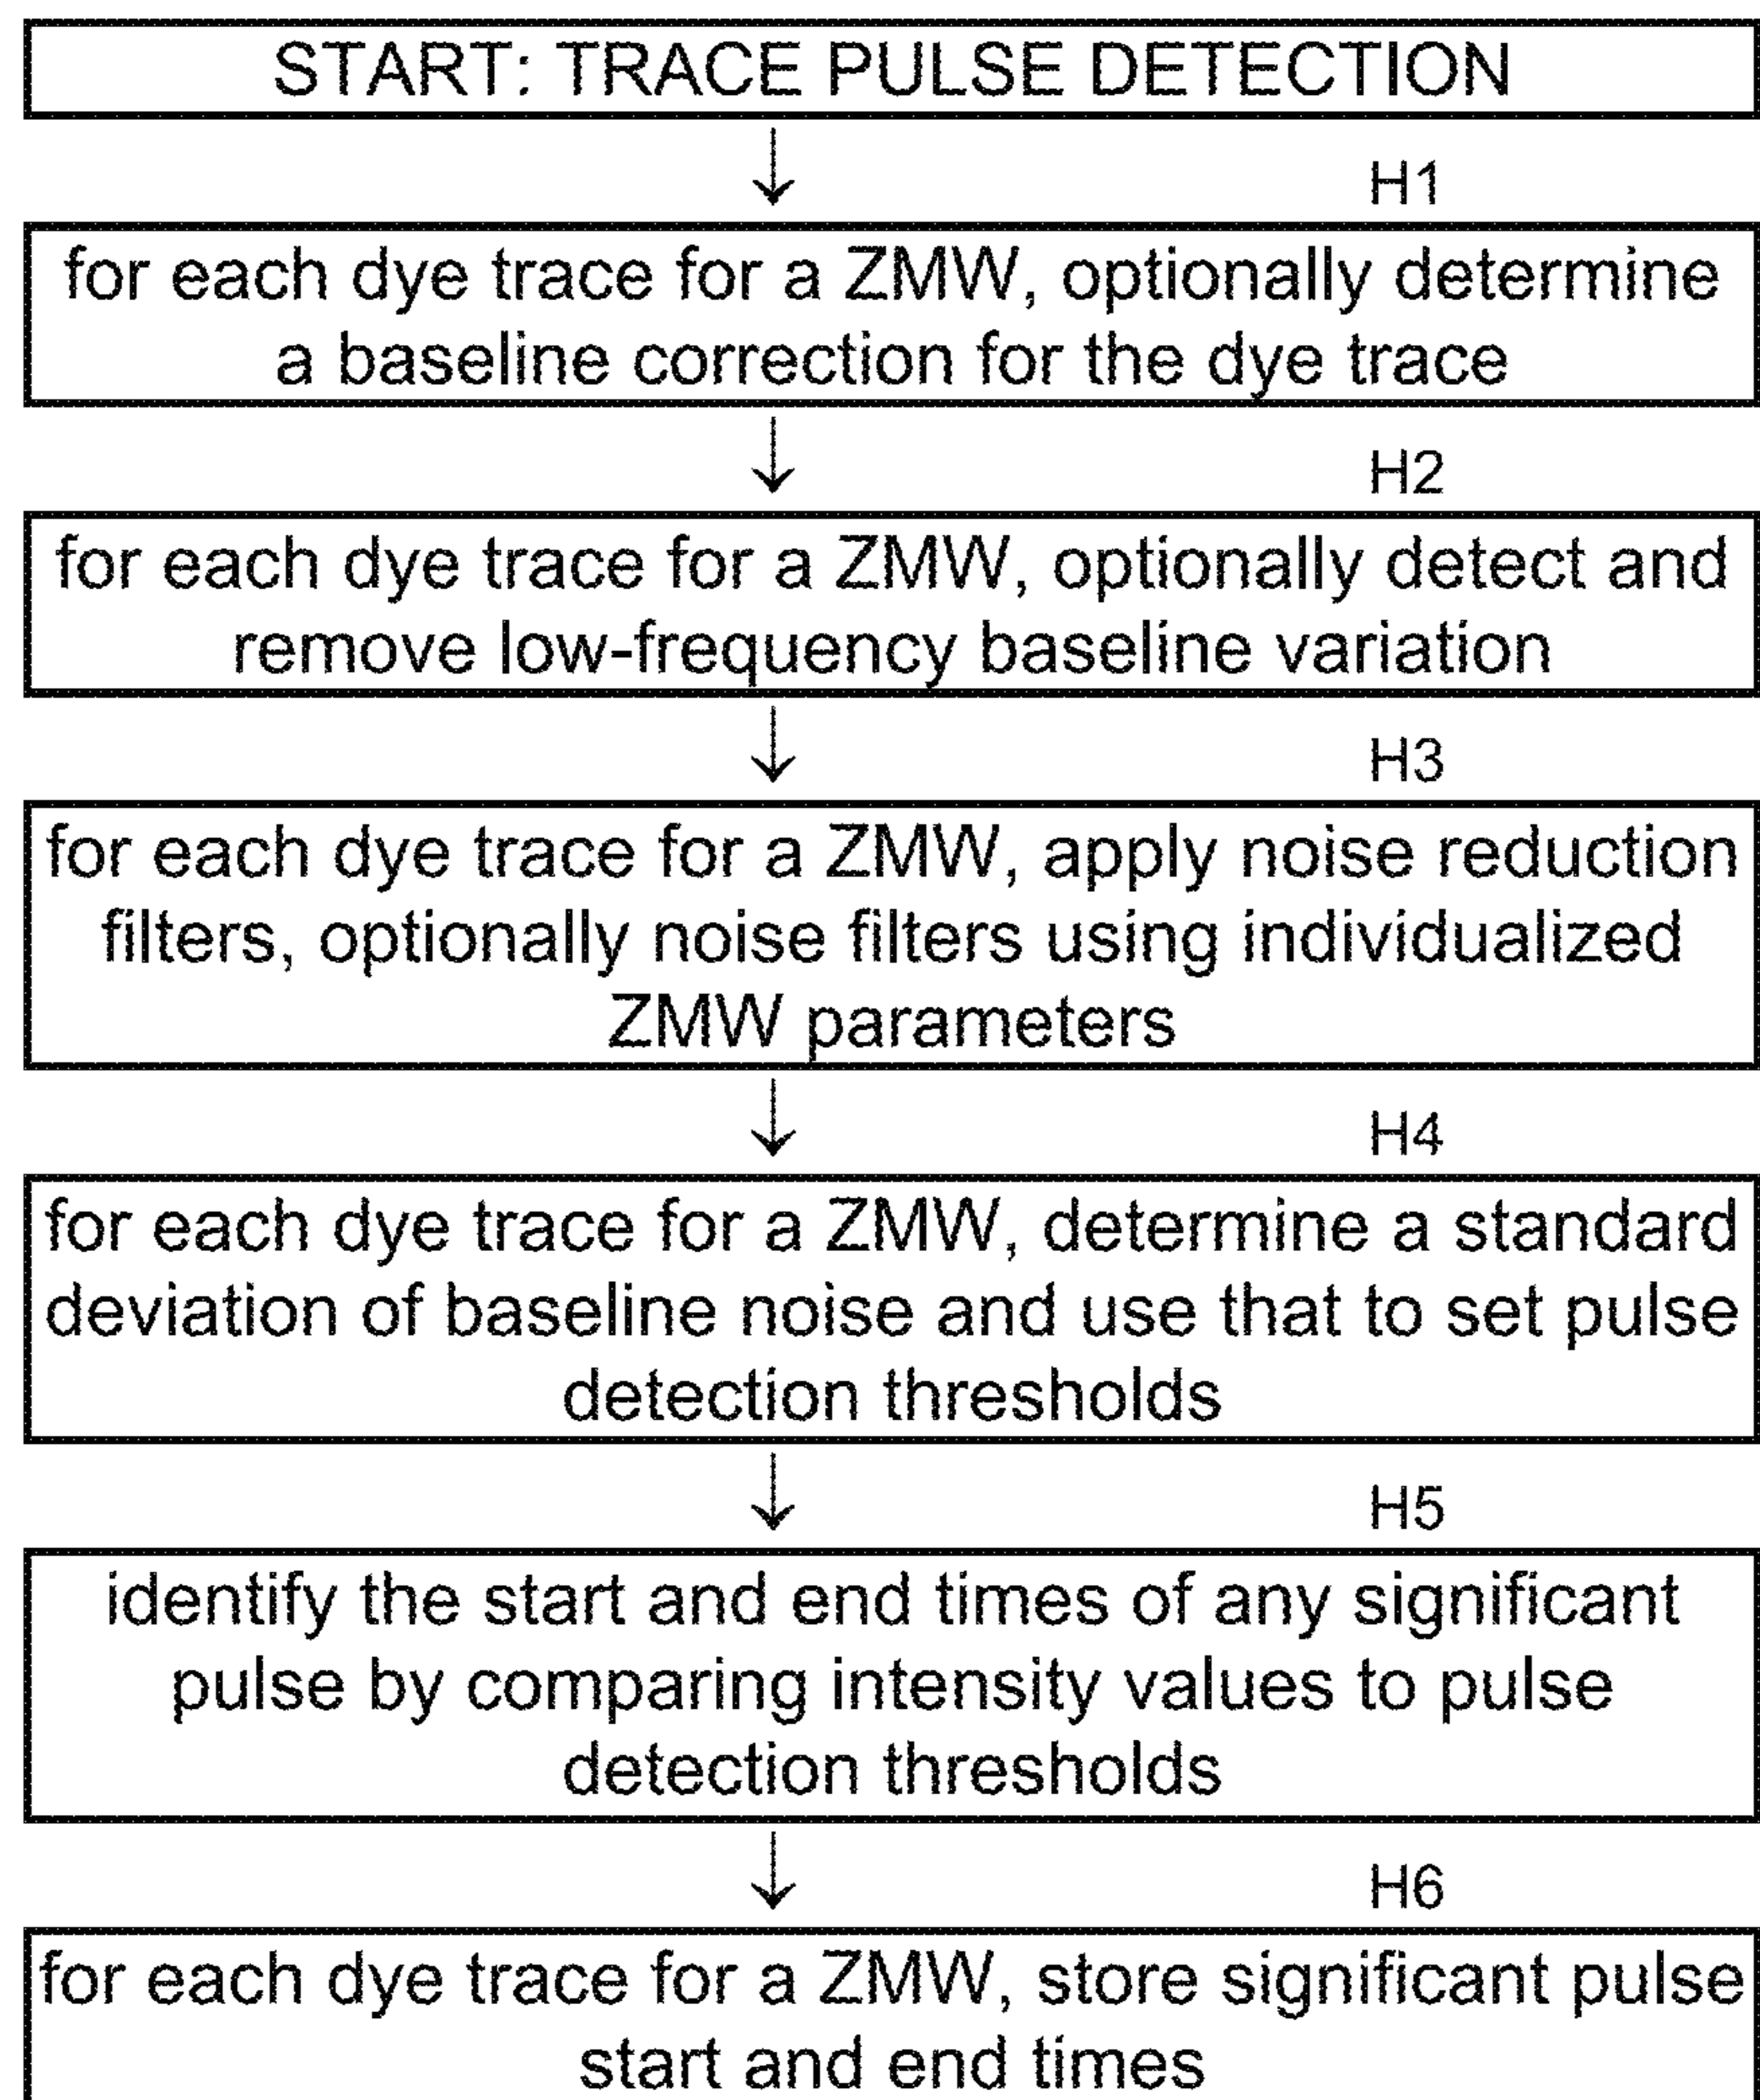 START: TRACE PULSE DETECTION
H1
for each dye trace for a ZMW, optionally determine
a baseline correction for the dye trace
H2
for each dye trace for a ZMW, optionally detect and
remove low-frequency baseline variation
H3
for each dye trace for a ZMW, apply noise reduction
filters, optionally noise filters using individualized
ZMW parameters
H4
for each dye trace for a ZMW, determine a standard
deviation of baseline noise and use that to set pulse
detection thresholds
H5
identify the start and end times of any significant
pulse by comparing intensity values to pulse
detection thresholds
H6
for each dye trace for a ZMW, store significant pulse
start and end times